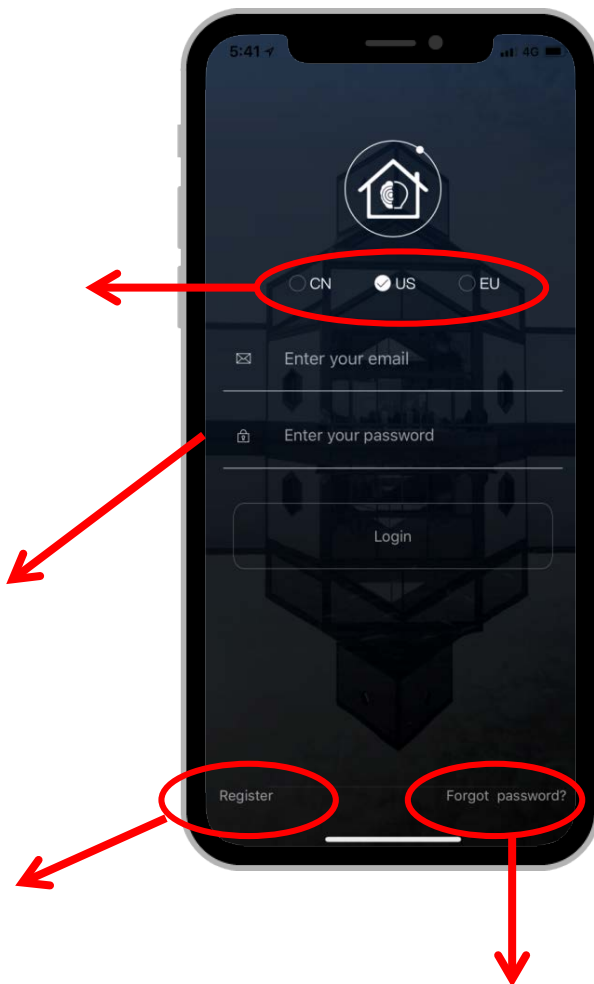 5:41 4G
CN US EU
Enter your email
Enter your password
Login
Register Forgot password?